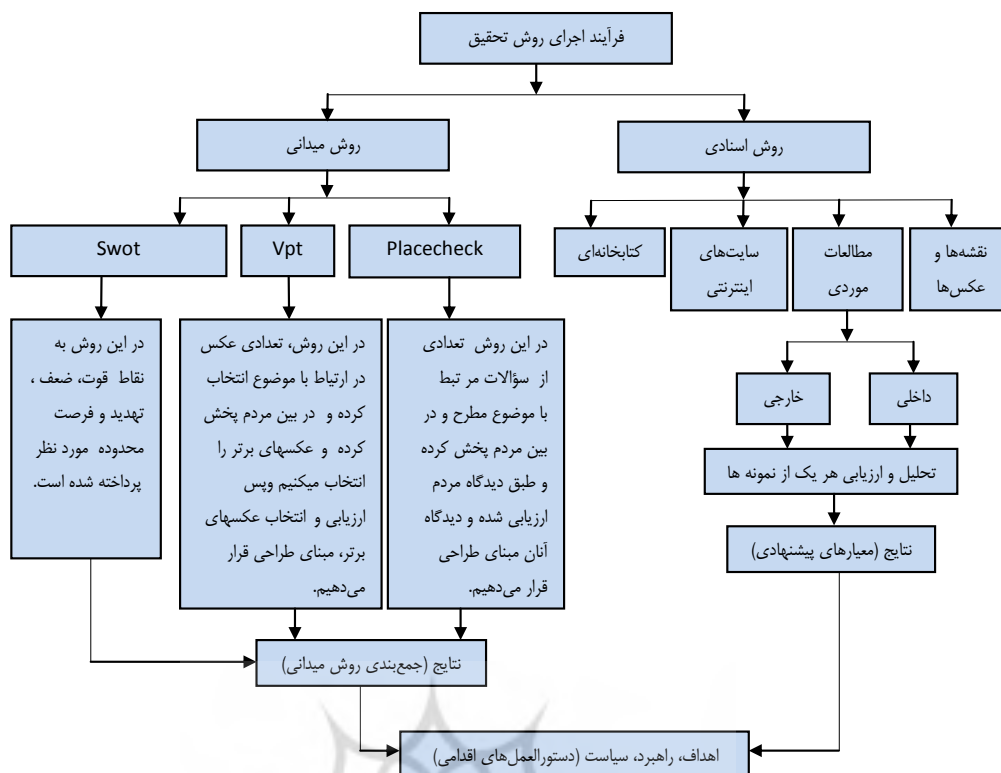 فرآیند اجرای روش تحقیق
روش اسنادی
روش میدانی
نقشه‌ها و
عکس‌ها
مطالعات
موردی
سایت‌های
اینترنتی
کتابخانه‌ای
Placecheck
Vpt
Swot
داخلی
خارجی
تحلیل و ارزیابی هر یک از نمونه ها
نتایج (معیارهای پیشنهادی)
در این روش تعدادی
از سؤالات مر تبط
با موضوع مطرح و در
بین مردم پخش کرده
و طبق دیدگاه مردم
ارزیابی شده و دیدگاه
آنان مبنای طراحی
قرار می‌دهیم.
در این روش، تعدادی عکس
در ارتباط با موضوع انتخاب
کرده و در بین مردم پخش
کرده و عکسهای برتر را
انتخاب میکنیم وپس
ارزیابی و انتخاب عکسهای
برتر، مبنای طراحی قرار
می‌دهیم.
در این روش به
نقاط قوت، ضعف ،
تهدید و فرصت
محدوده مورد نظر
پرداخته شده است.
نتایج (جمع‌بندی روش میدانی)
اهداف، راهبرد، سیاست (دستورالعمل‌های اقدامی)